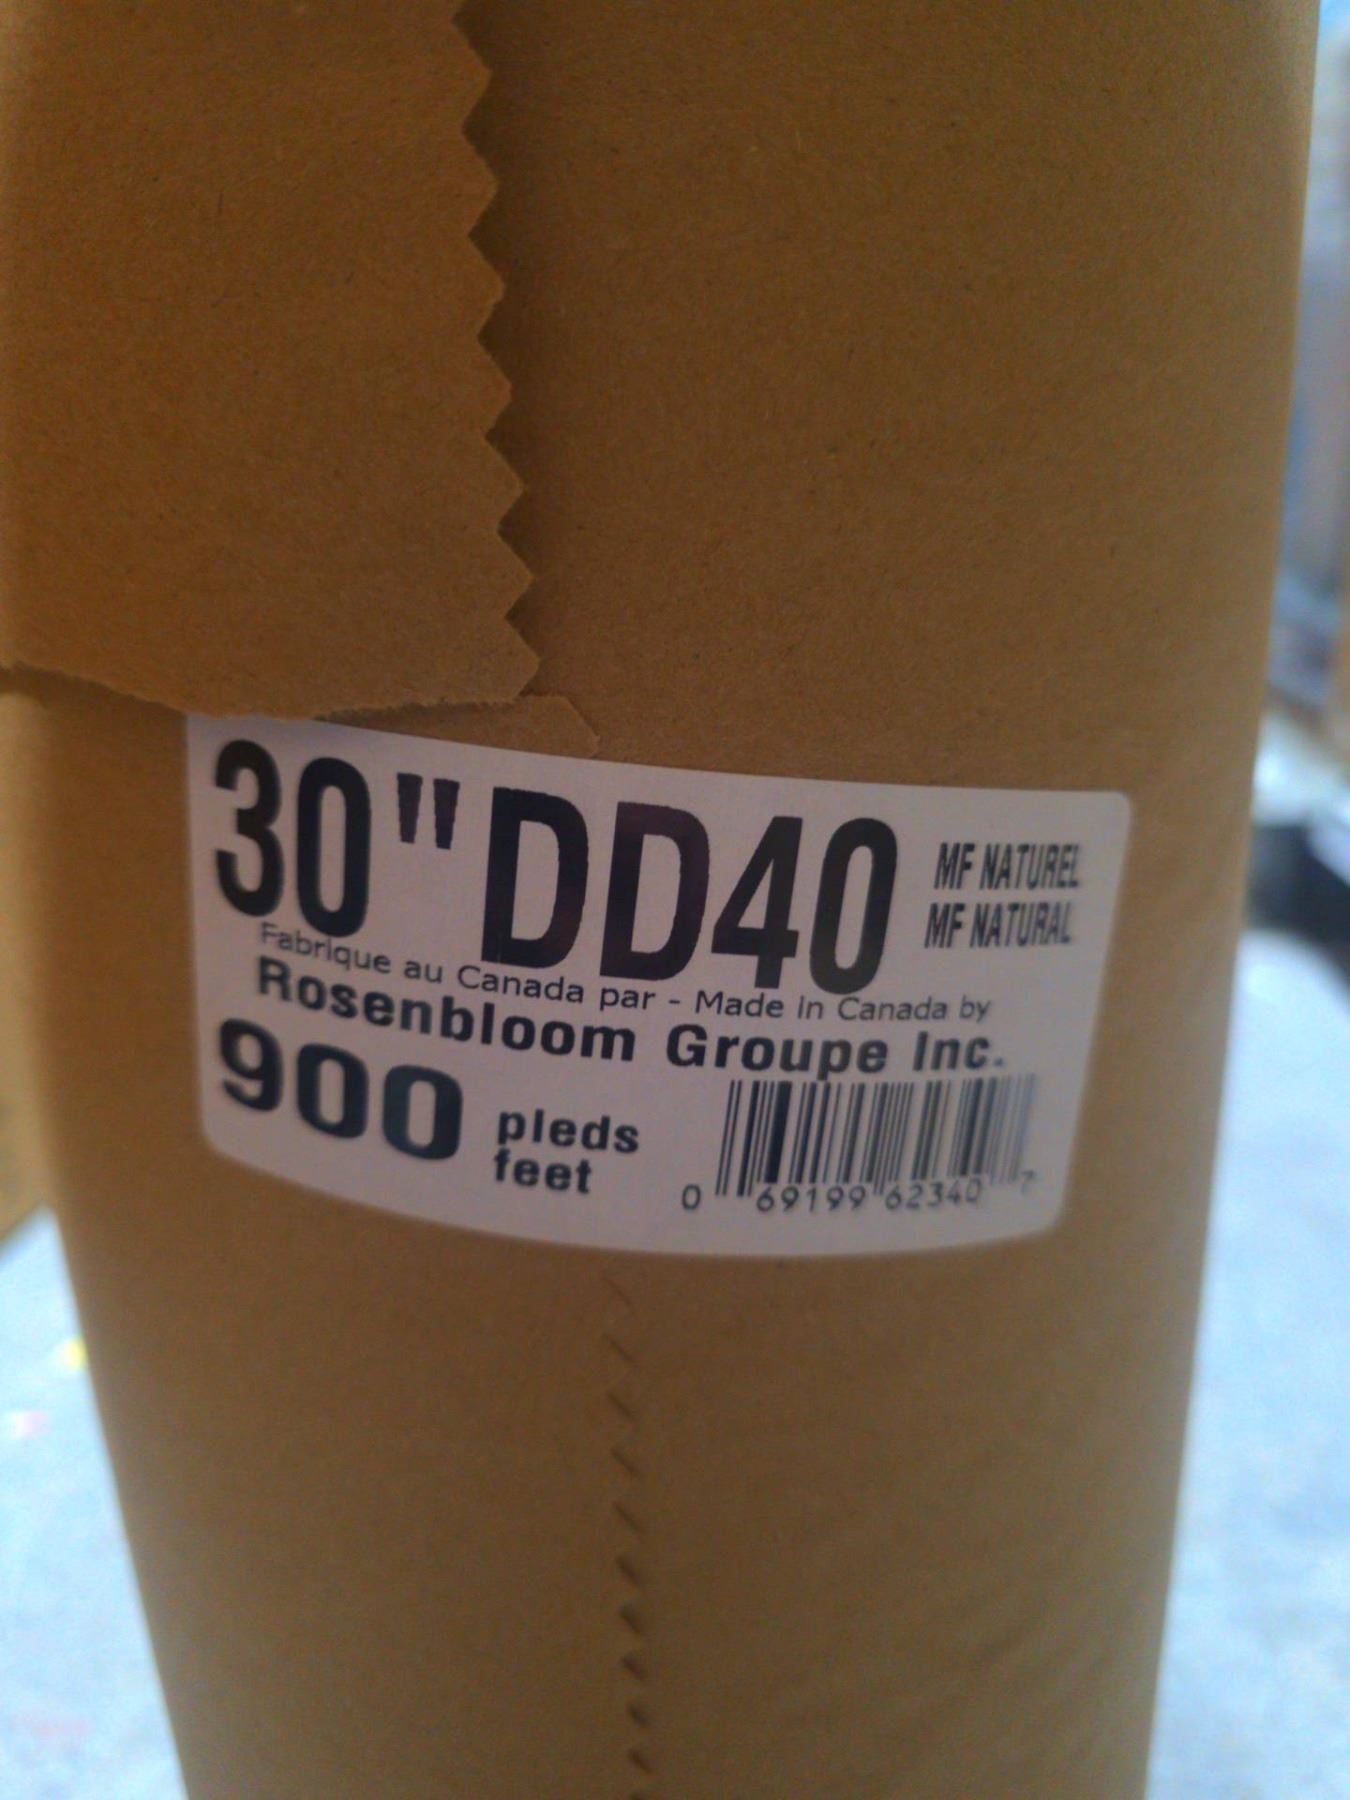 30"DD40
MF NATUREL
MF NATURAL
Fabrique au Canada par - Made in Canada by
Rosenbloom Groupe Inc.
900 pieds
feet
0 69199 62340 7